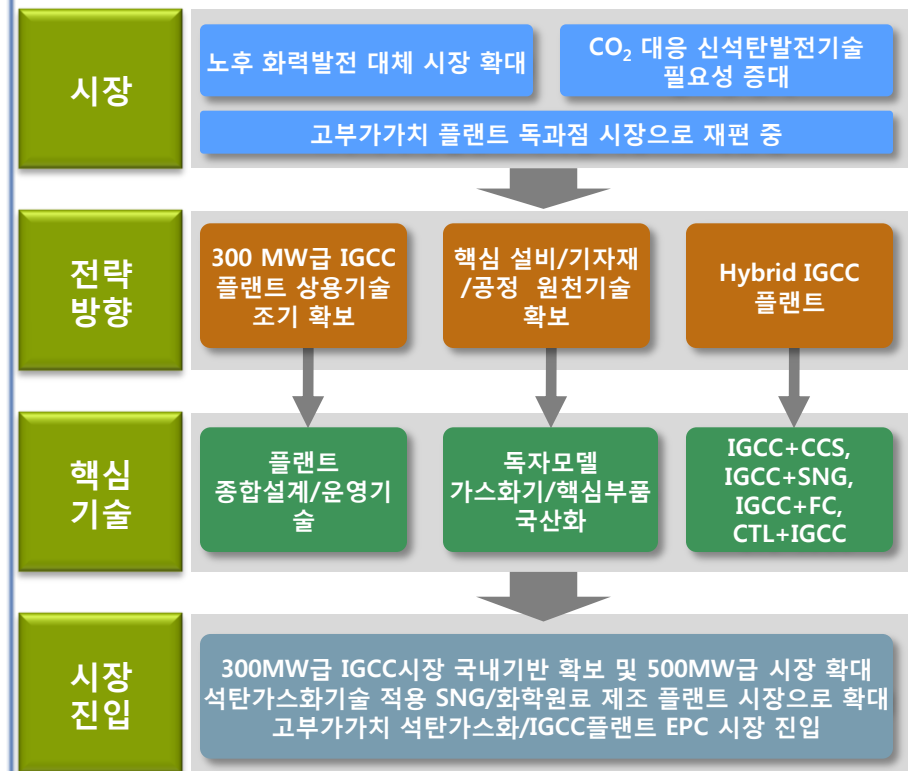 시장
노후 화력발전 대체 시장 확대
CO₂ 대응 신석탄발전기술
필요성 증대
고부가가치 플랜트 독과점 시장으로 재편 중
전략
방향
300 MW급 IGCC
플랜트 상용기술
조기 확보
핵심 설비/기자재
/공정 원천기술
확보
Hybrid IGCC
플랜트
핵심
기술
플랜트
종합설계/운영기
술
독자모델
가스화기/핵심부품
국산화
IGCC+CCS,
IGCC+SNG,
IGCC+FC,
CTL+IGCC
시장
진입
300MW급 IGCC시장 국내기반 확보 및 500MW급 시장 확대
석탄가스화기술 적용 SNG/화학원료 제조 플랜트 시장으로 확대
고부가가치 석탄가스화/IGCC플랜트 EPC 시장 진입